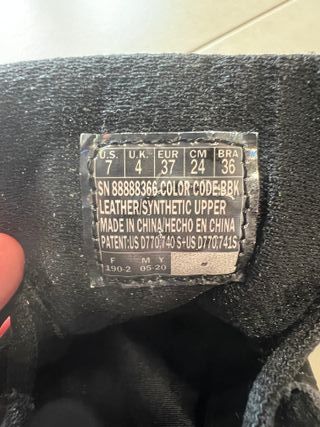 U.S. U.K. EUR CM BRA
7 4 37 24 36
SN 88888366 COLOR CODE:BBK
LEATHER/SYNTHETIC UPPER
MADE IN CHINA/HECHO EN CHINA
PATENT:US D770,740 S+US D770,741S
F M Y
190-2 05-20